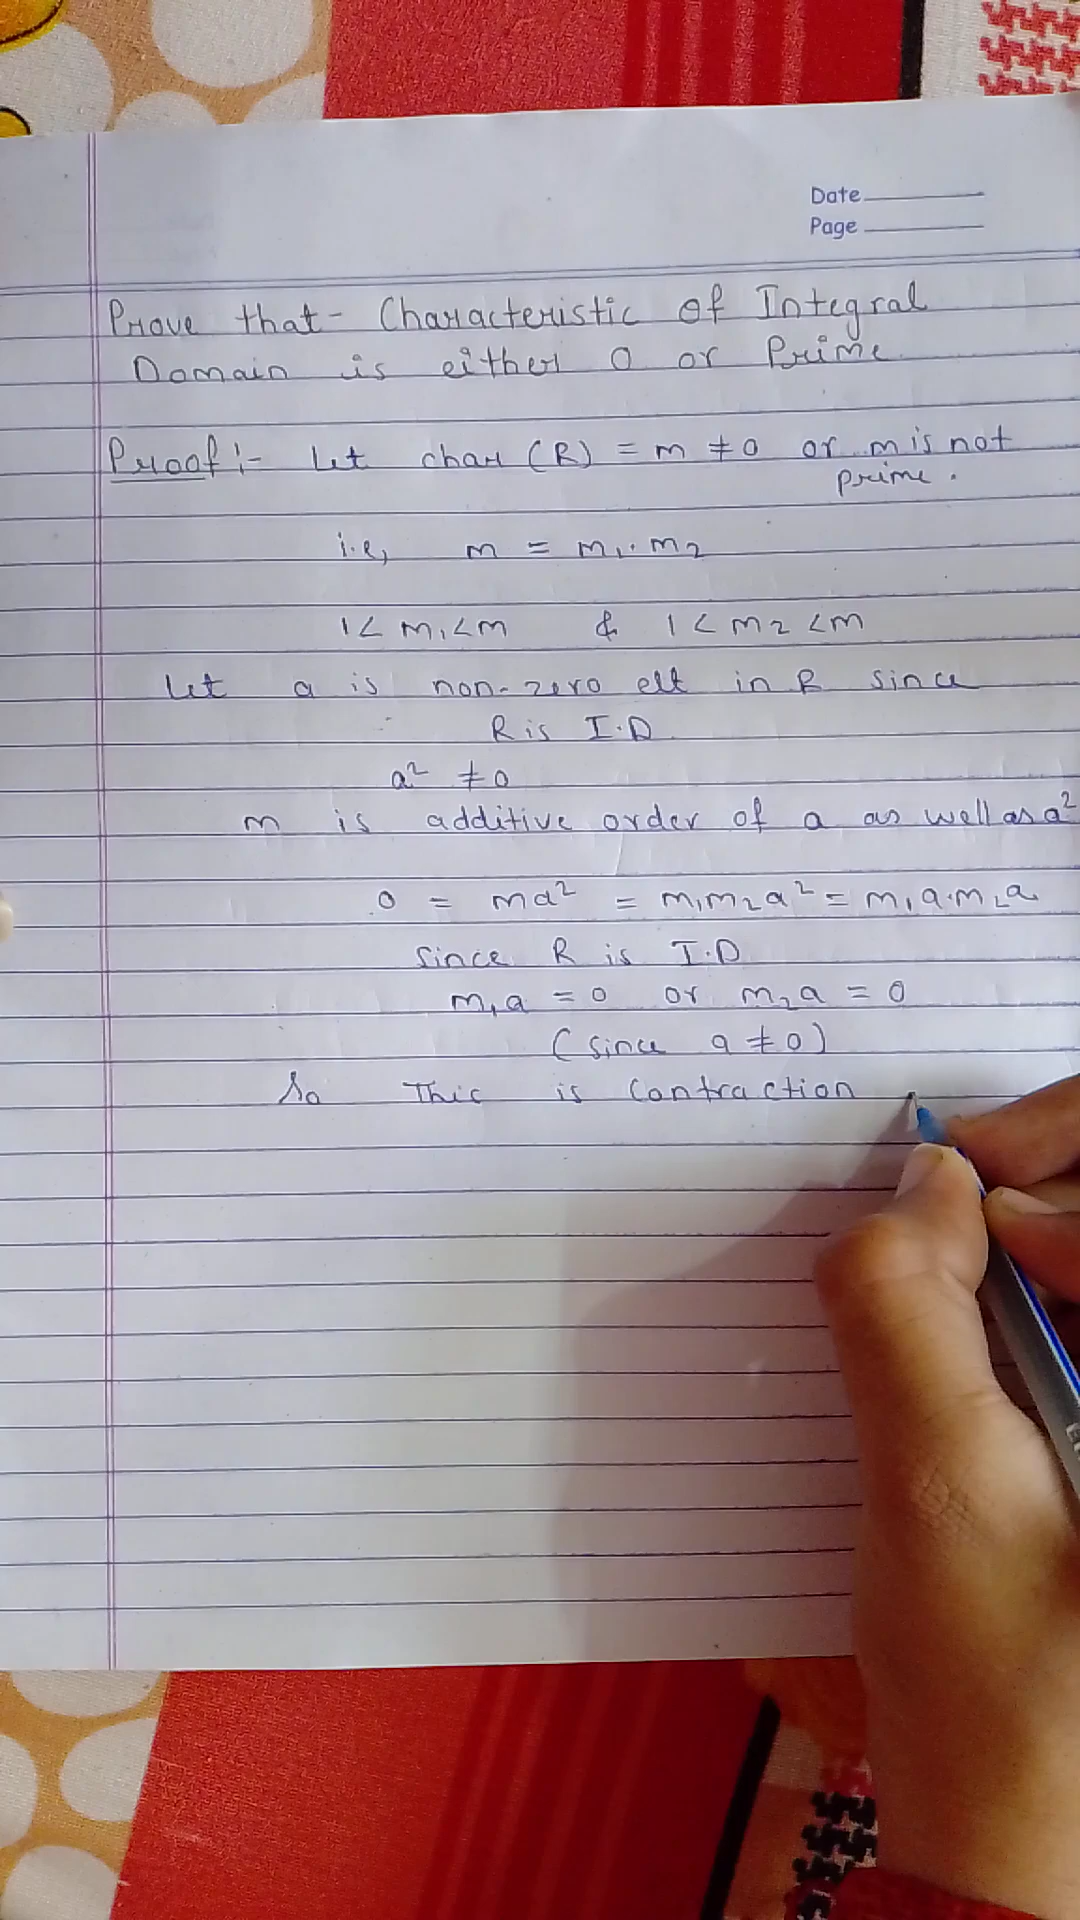 Date
Page
Prove that - Characteristic of Integral
Domain is either 0 or Prime
Proof :- Let char (R) = m ≠ 0 or m is not
prime.
i.e, m = m₁. m₂
1 < m₁ < m & 1 < m₂ < m
Let a is non-zero elt in R since
R is I.D
a² ≠ 0
m is additive order of a as well as a²
0 = ma² = m₁m₂a² = m₁a.m₂a
Since R is I.D
m₁a = 0 or m₂a = 0
(since a ≠ 0)
So This is Contraction